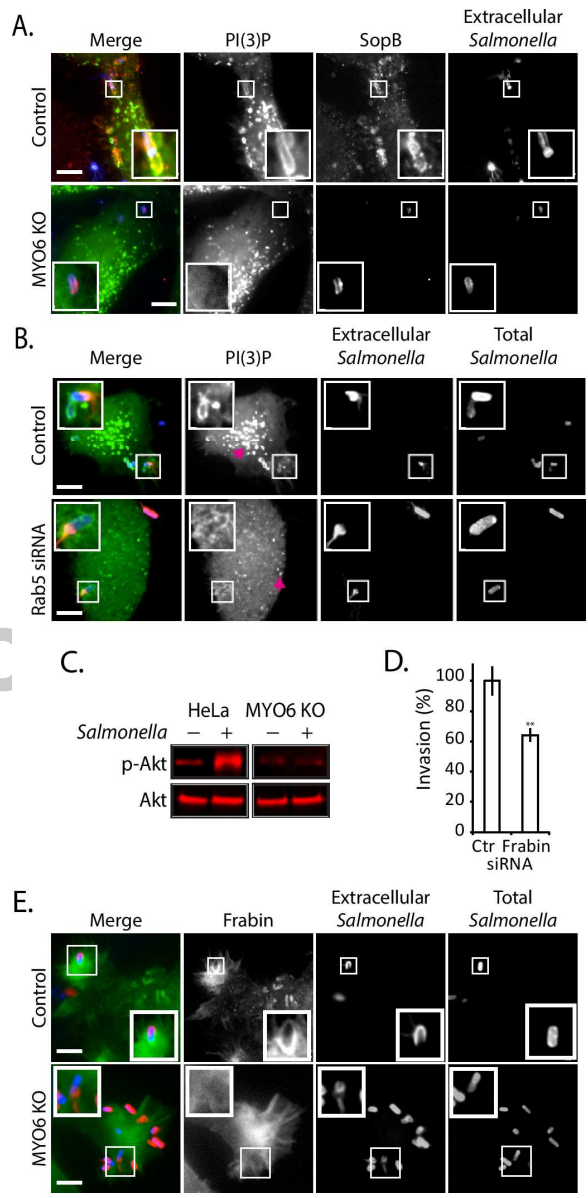 A.
Merge PI(3)P SopB Extracellular Salmonella
Control
MYO6 KO
B.
Merge PI(3)P Extracellular Salmonella Total Salmonella
Control
Rab5 siRNA
C.
HeLa MYO6 KO
Salmonella − + − +
p-Akt
Akt
D.
Invasion (%)
100
80
60
40
20
0
**
Ctr Frabin
siRNA
E.
Merge Frabin Extracellular Salmonella Total Salmonella
Control
MYO6 KO